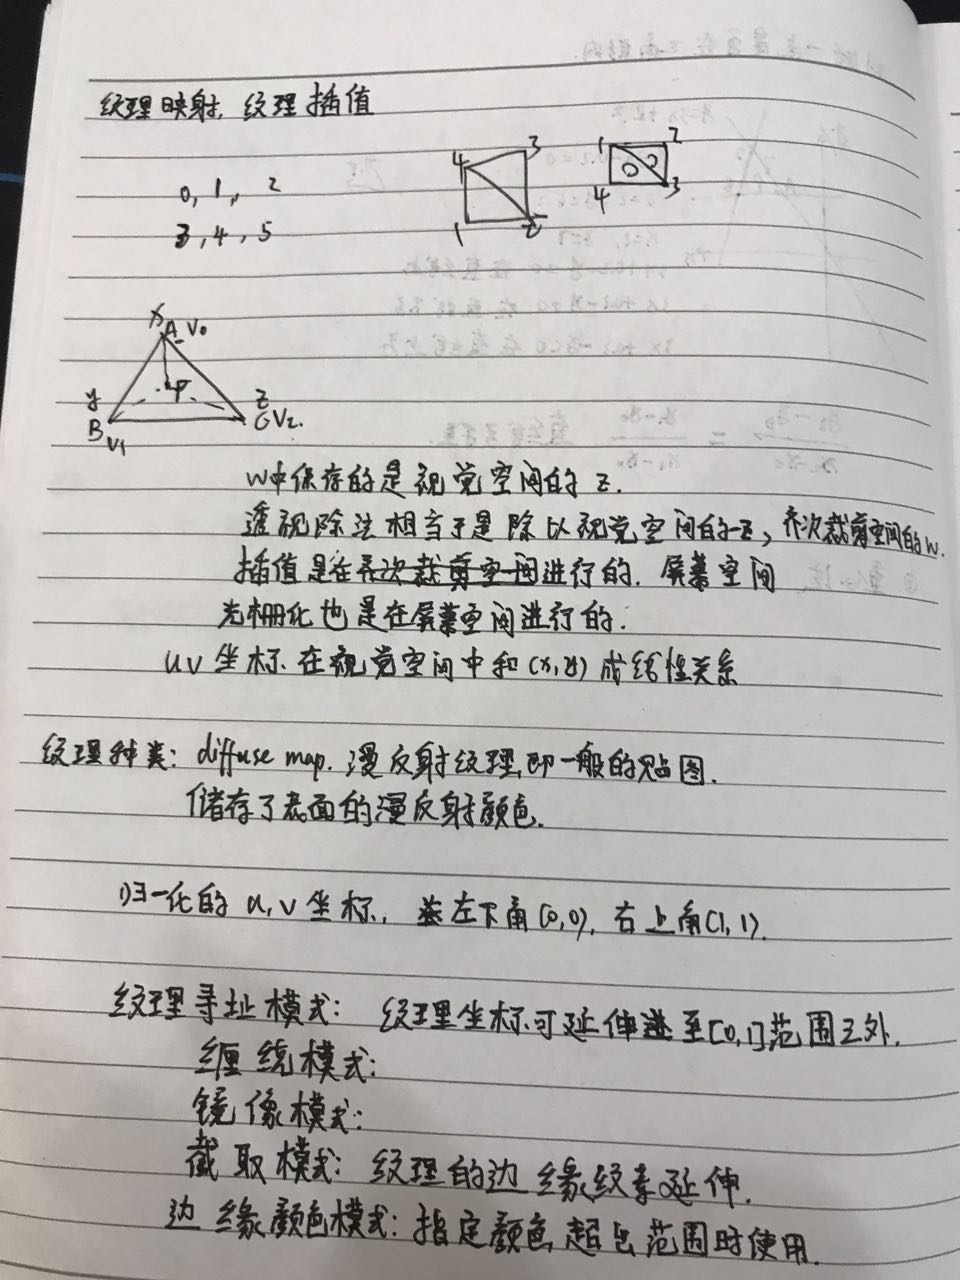 纹理映射, 纹理插值
0, 1, 2
3, 4, 5
4 3
1 2
1 2
4 3
X A V0
P
y B V1
Z C V2.
W中保存的是视觉空间的 z.
透视除法相当于是除以视觉空间的-z, 齐次裁剪空间的w.
插值是在齐次裁剪空间进行的. 屏幕空间
光栅化也是在屏幕空间进行的.
uv 坐标 在视觉空间中和(x,y)成线性关系
纹理种类: diffuse map. 漫反射纹理,即一般的贴图.
储存了表面的漫反射颜色.
归一化的 u,v 坐标, 左下角(0,0), 右上角(1,1).
纹理寻址模式: 纹理坐标可延伸至[0,1]范围之外.
缠绕模式:
镜像模式:
截取模式: 纹理的边缘纹素延伸.
边缘颜色模式: 指定颜色,超出范围时使用.